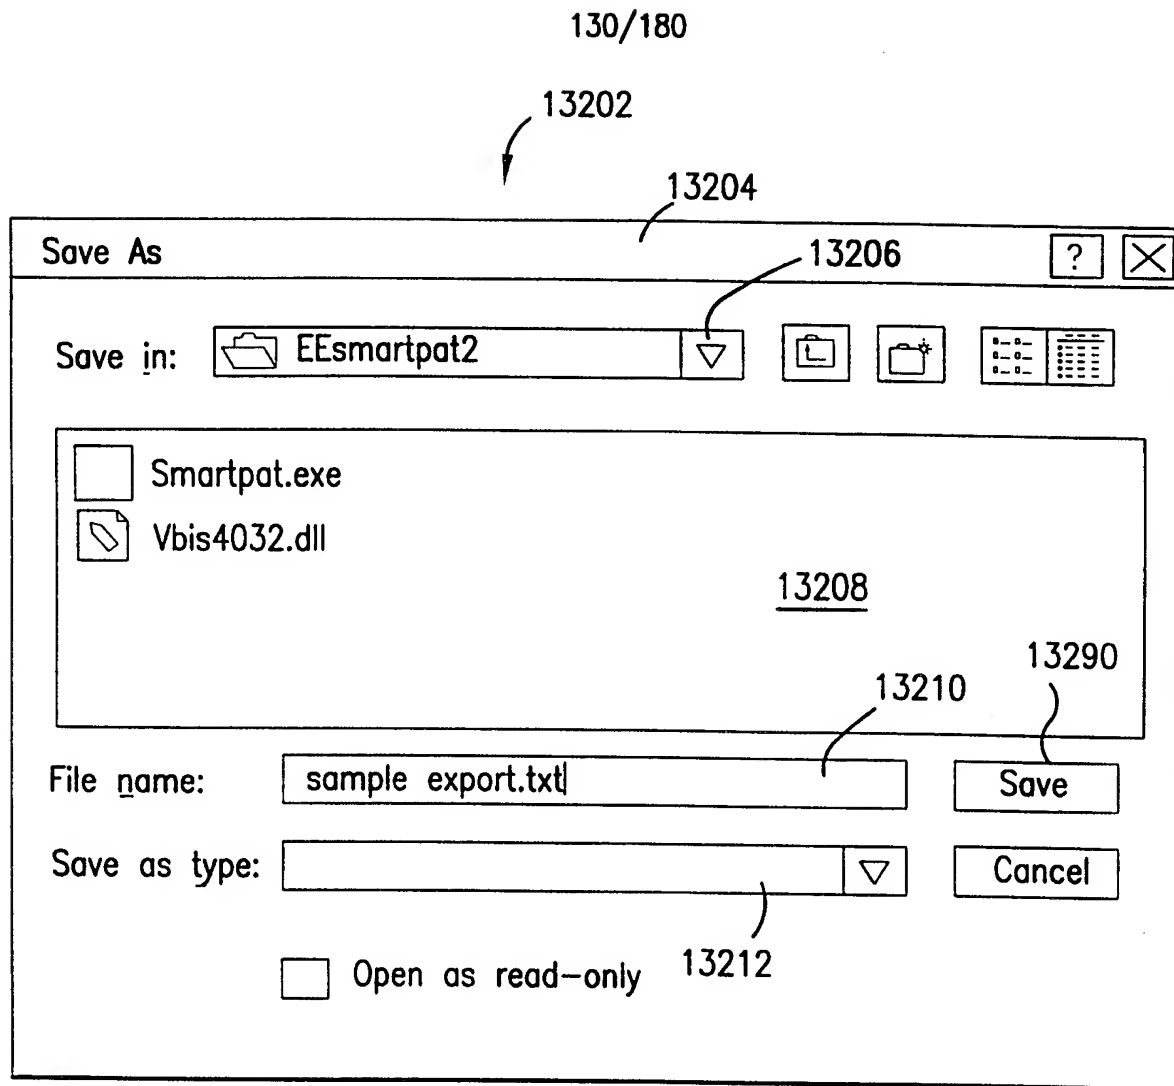 130/180
13202
13204
Save As
13206
?
Save in:
EEsmartpat2
Smartpat.exe
Vbis4032.dll
13208
13290
13210
File name:
sample export.txt
Save
Save as type:
Cancel
13212
Open as read-only